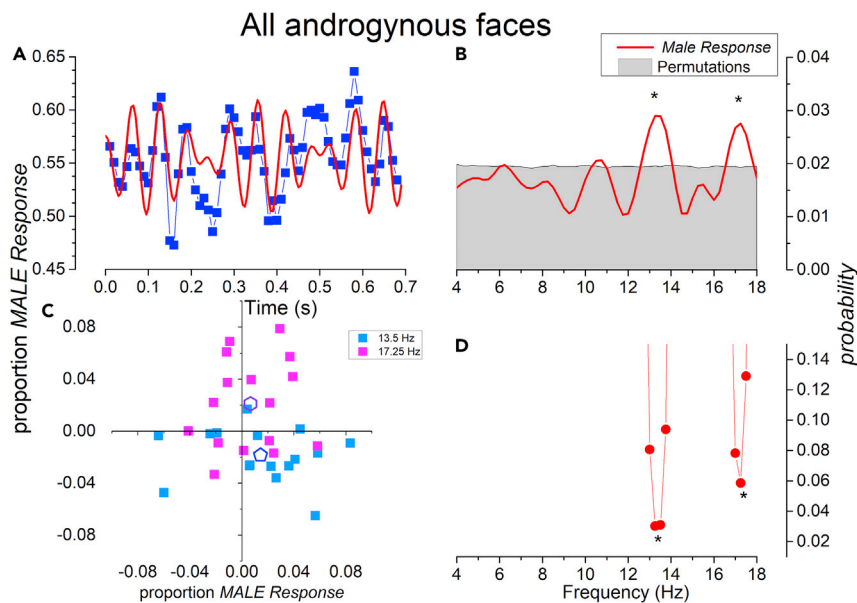 All androgynous faces
A
0.65
0.60
0.55
0.50
0.45
0.0 0.1 0.2 0.3 0.4 0.5 0.6 0.7
Time (s)
proportion MALE Response
B
Male Response
Permutations
* *
0.04
0.03
0.02
0.01
0.00
4 6 8 10 12 14 16 18
probability
C
0.08
0.04
0.00
-0.04
-0.08
13.5 Hz
17.25 Hz
-0.08 -0.04 0.00 0.04 0.08
proportion MALE Response
D
0.14
0.12
0.10
0.08
0.06
0.04
0.02
* *
4 6 8 10 12 14 16 18
Frequency (Hz)